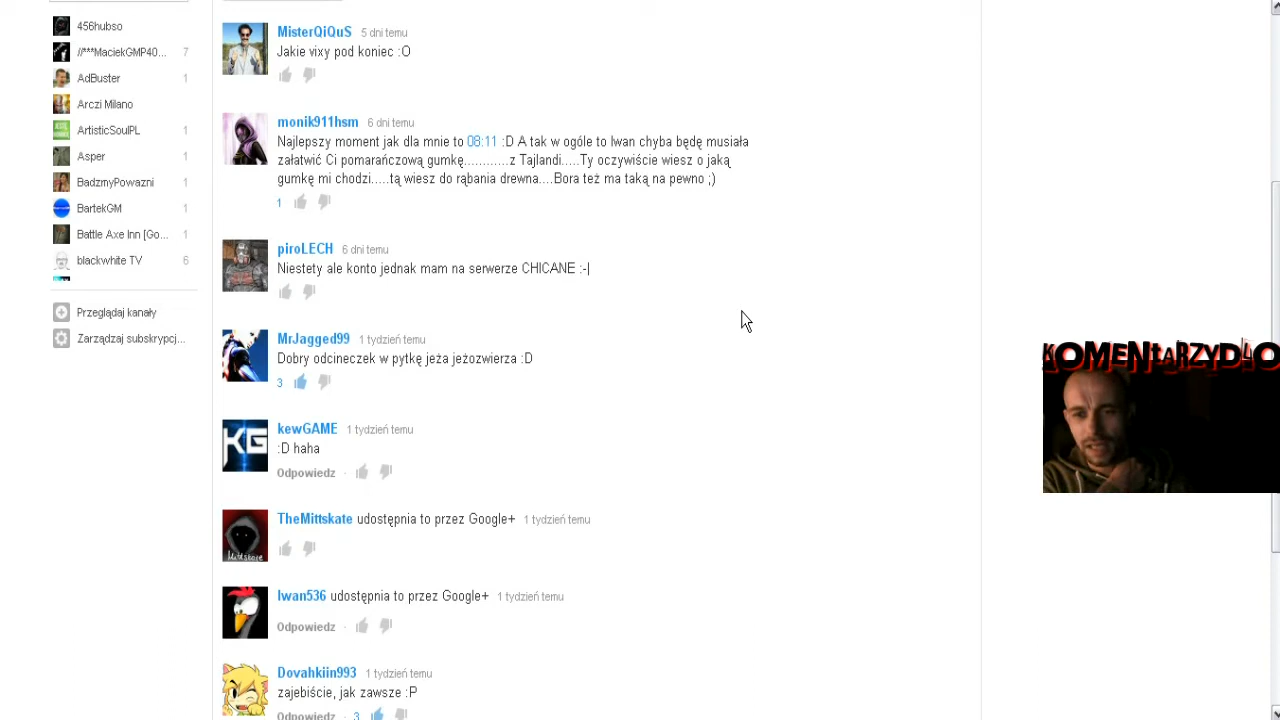 456hubso
//***MaciekGMP40... 7
AdBuster 1
Arczi Milano
ArtisticSoulPL 1
Asper 1
BadzmyPowazni 1
BartekGM 1
Battle Axe Inn [Go... 1
blackwhite TV 6
Przeglądaj kanały
Zarządzaj subskrypcj...
MisterQiQuS 5 dni temu
Jakie vixy pod koniec :O
monik911hsm 6 dni temu
Najlepszy moment jak dla mnie to 08:11 :D A tak w ogóle to Iwan chyba będę musiała
załatwić Ci pomarańczową gumkę............z Tajlandi.....Ty oczywiście wiesz o jaką
gumkę mi chodzi.....tą wiesz do rąbania drewna....Bora też ma taką na pewno ;)
1
piroLECH 6 dni temu
Niestety ale konto jednak mam na serwerze CHICANE :-|
MrJagged99 1 tydzień temu
Dobry odcineczek w pytkę jeża jeżozwierza :D
3
kewGAME 1 tydzień temu
:D haha
Odpowiedz ·
TheMittskate udostępnia to przez Google+ 1 tydzień temu
Iwan536 udostępnia to przez Google+ 1 tydzień temu
Odpowiedz ·
Dovahkiin993 1 tydzień temu
zajebiście, jak zawsze :P
Odpowiedz · 3
KOMENTARZYDŁO
KG